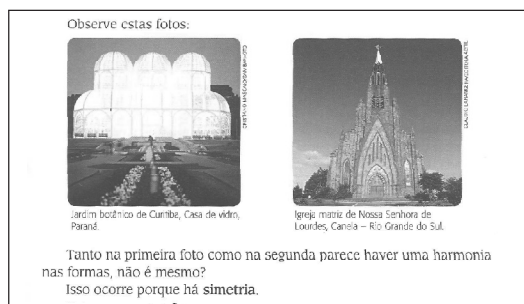 Observe estas fotos:
Jardim botânico de Curitiba, Casa de vidro,
Paraná.
Igreja matriz de Nossa Senhora de
Lourdes, Canela – Rio Grande do Sul.
Tanto na primeira foto como na segunda parece haver uma harmonia
nas formas, não é mesmo?
Isso ocorre porque há simetria.